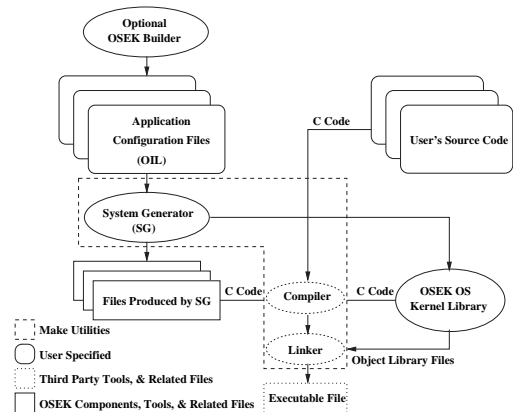 Optional
OSEK Builder
Application
Configuration Files
(OIL)
C Code
User's Source Code
System Generator
(SG)
Files Produced by SG
C Code
Compiler
C Code
OSEK OS
Kernel Library
Linker
Object Library Files
Executable File
Make Utilities
User Specified
Third Party Tools, & Related Files
OSEK Components, Tools, & Related Files